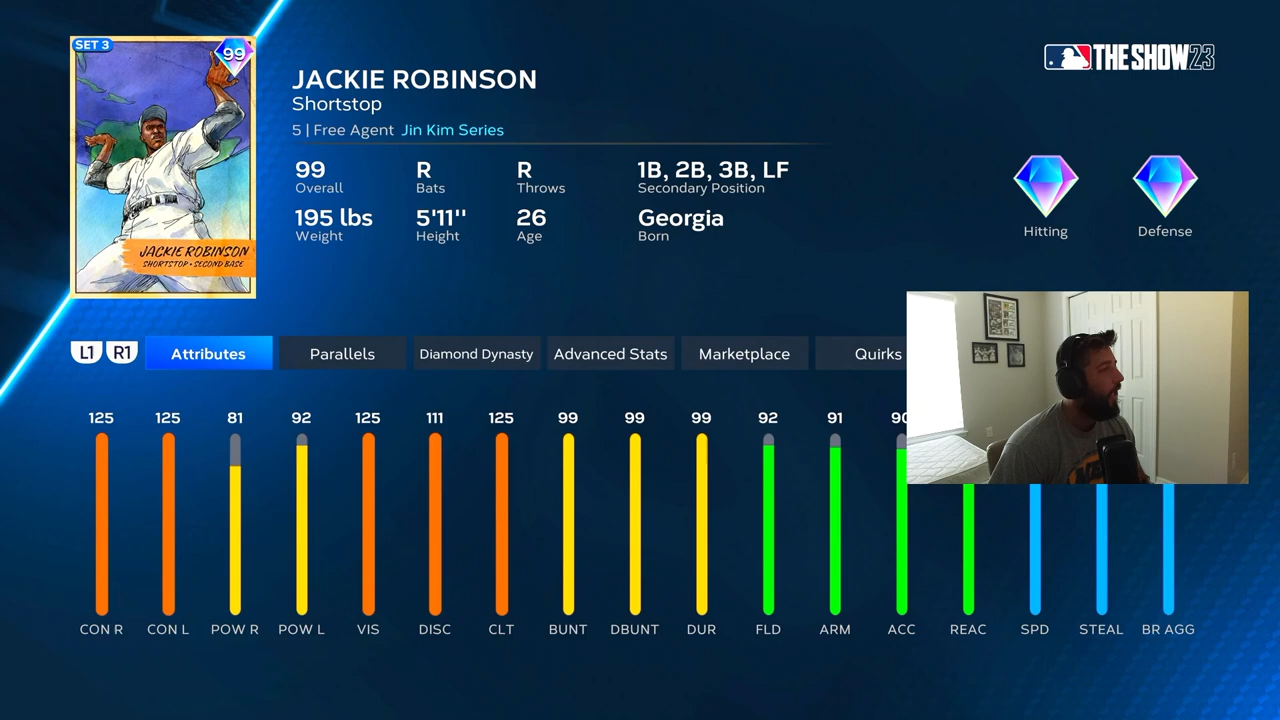 SET 3
99
JACKIE ROBINSON
SHORTSTOP • SECOND BASE
MLB THE SHOW 23
JACKIE ROBINSON
Shortstop
5 | Free Agent Jin Kim Series
99 R R 1B, 2B, 3B, LF
Overall Bats Throws Secondary Position
195 lbs 5'11'' 26 Georgia
Weight Height Age Born
Hitting Defense
L1 R1 Attributes Parallels Diamond Dynasty Advanced Stats Marketplace Quirks
125 125 81 92 125 111 125 99 99 99 92 91 90
CON R CON L POW R POW L VIS DISC CLT BUNT DBUNT DUR FLD ARM ACC REAC SPD STEAL BR AGG